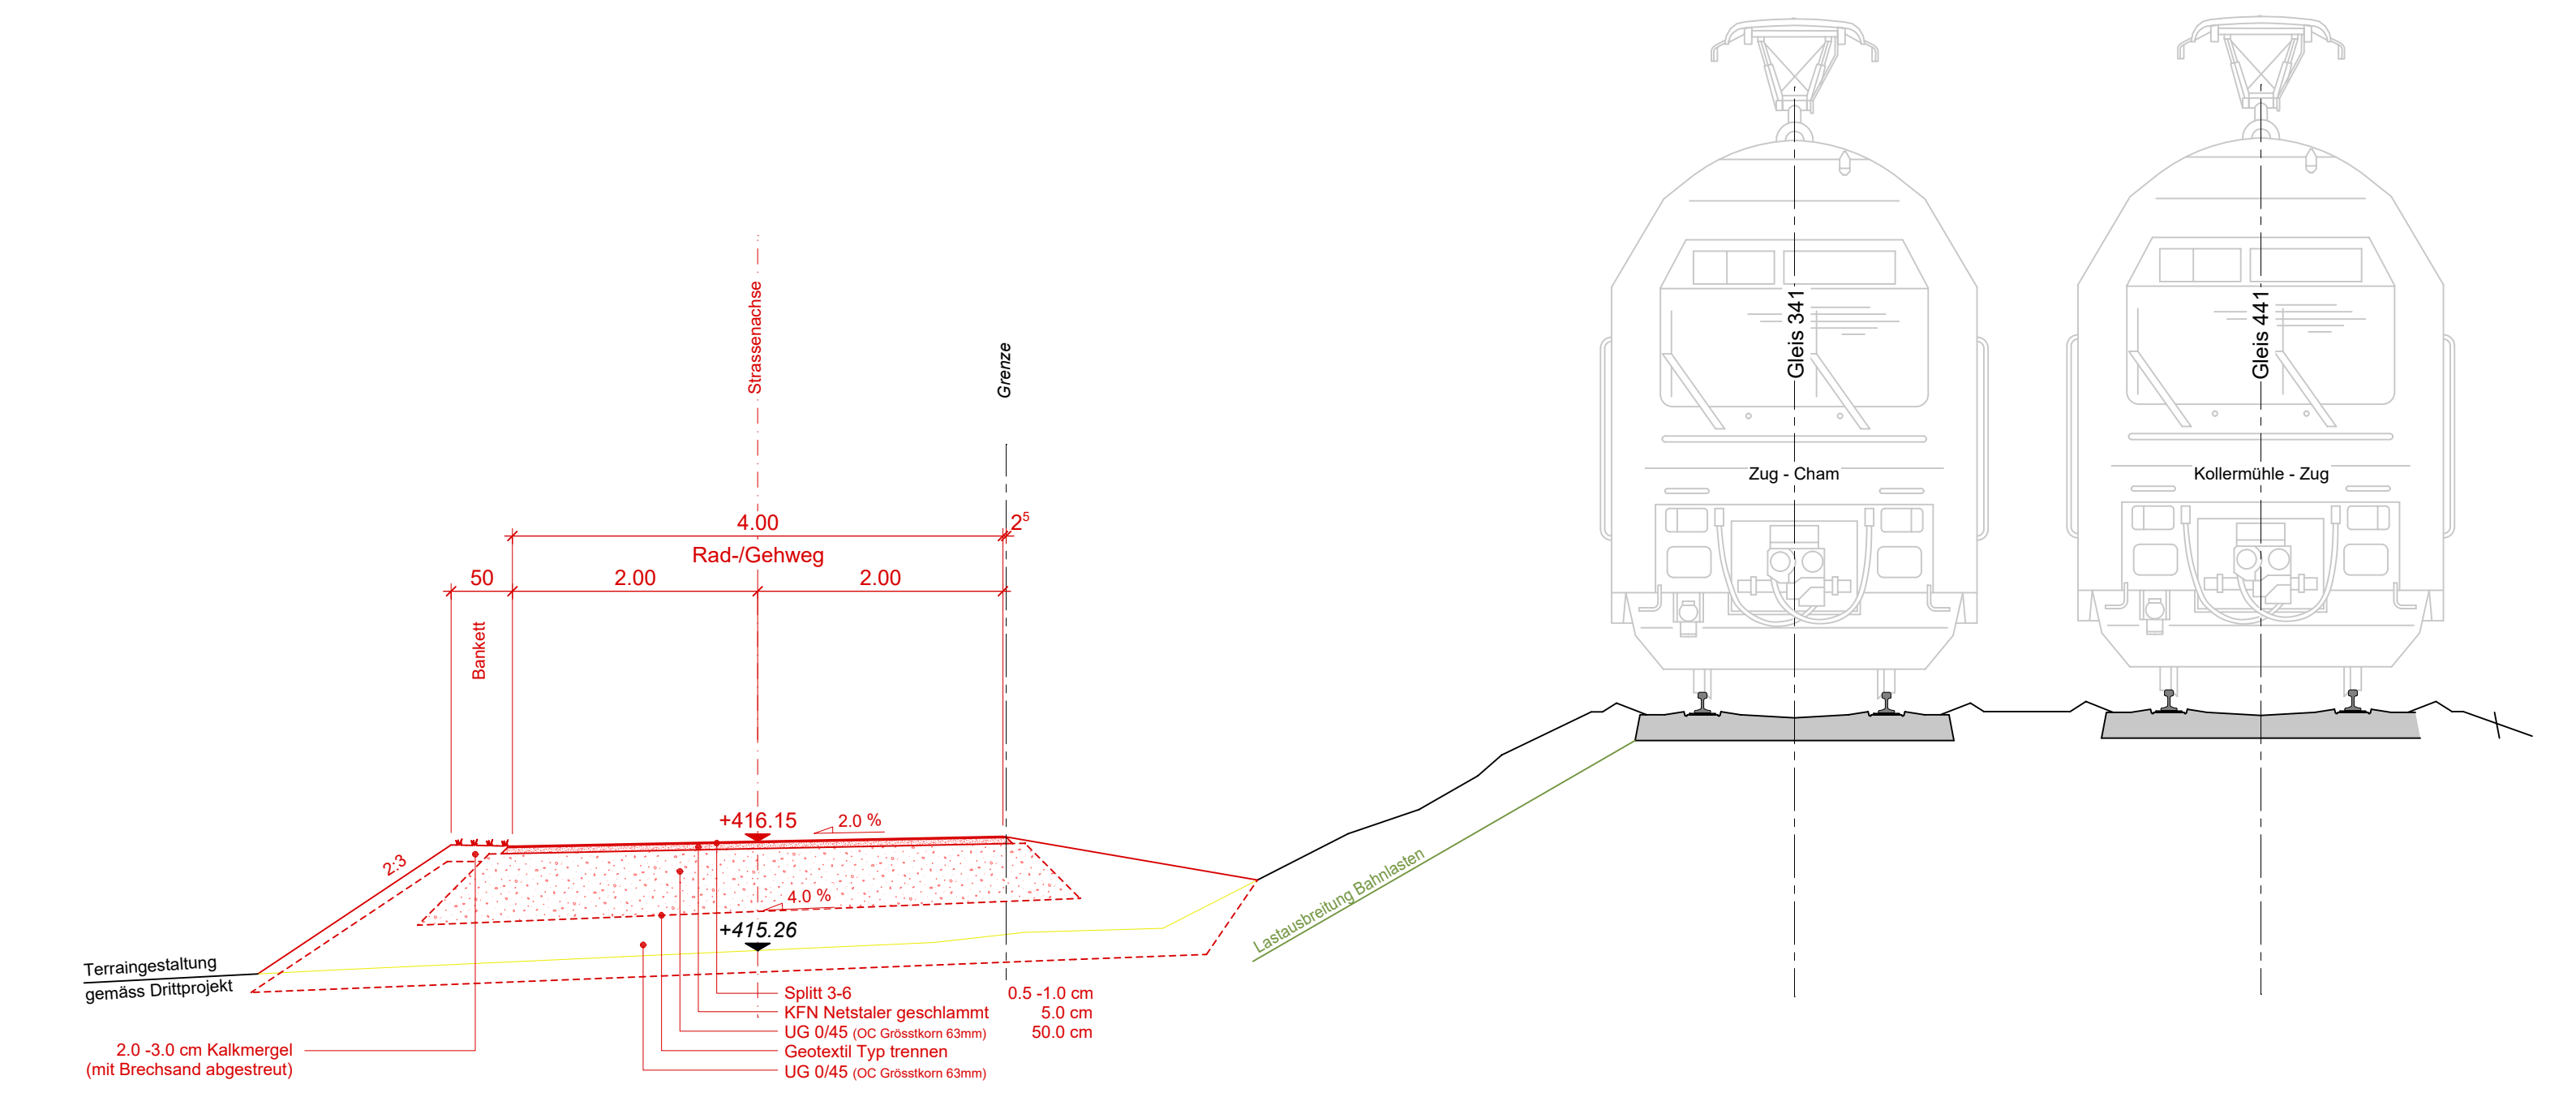 Strassenachse
Grenze
Gleis 341
Gleis 441
Zug - Cham
Kollermühle - Zug
4.00
2⁵
Rad-/Gehweg
50
2.00
2.00
Bankett
+416.15
2.0 %
2:3
4.0 %
+415.26
Lastausbreitung Bahnlasten
Terraingestaltung
gemäss Drittprojekt
Splitt 3-6 0.5 -1.0 cm
KFN Netstaler geschlammt 5.0 cm
UG 0/45 (OC Grösstkorn 63mm) 50.0 cm
Geotextil Typ trennen
UG 0/45 (OC Grösstkorn 63mm)
2.0 -3.0 cm Kalkmergel
(mit Brechsand abgestreut)